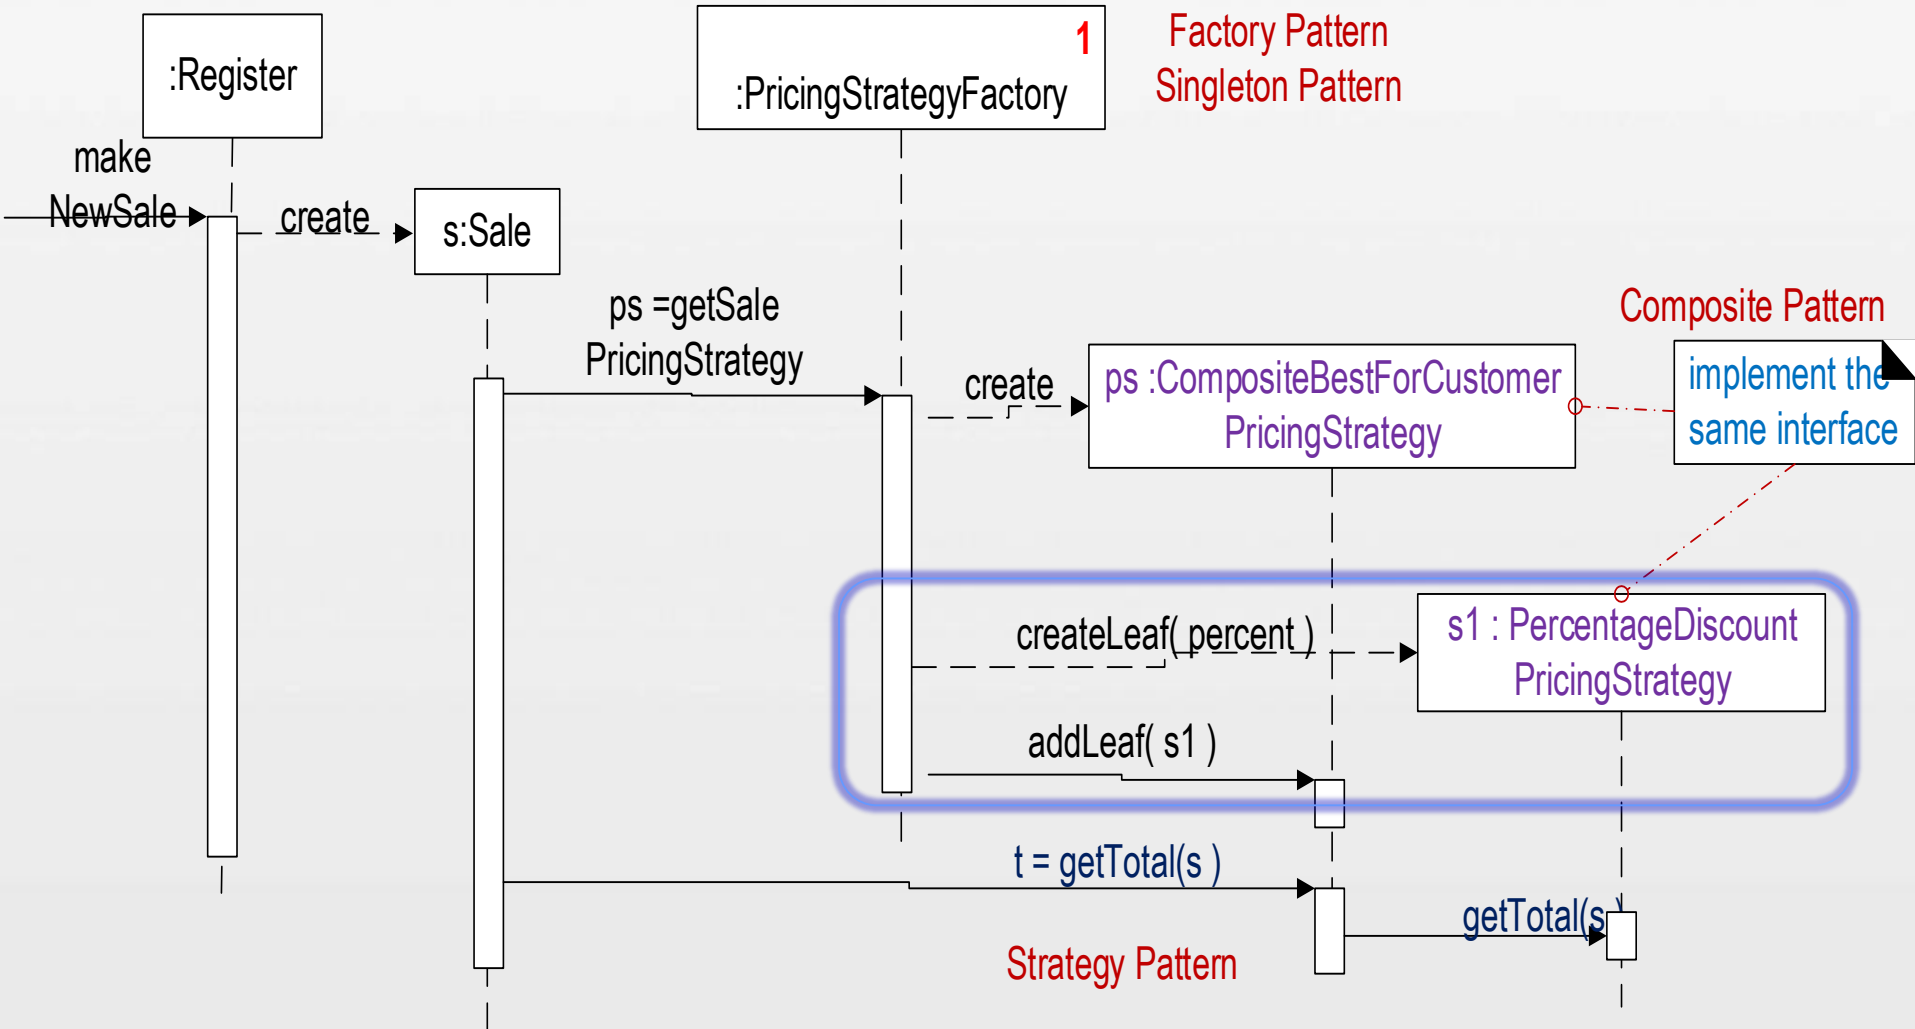 1
Factory Pattern
Singleton Pattern
:Register
:PricingStrategyFactory
make
NewSale
create
s:Sale
ps =getSale
PricingStrategy
create
ps :CompositeBestForCustomer
PricingStrategy
Composite Pattern
implement the
same interface
createLeaf( percent )
s1 : PercentageDiscount
PricingStrategy
addLeaf( s1 )
t = getTotal(s )
getTotal(s )
Strategy Pattern